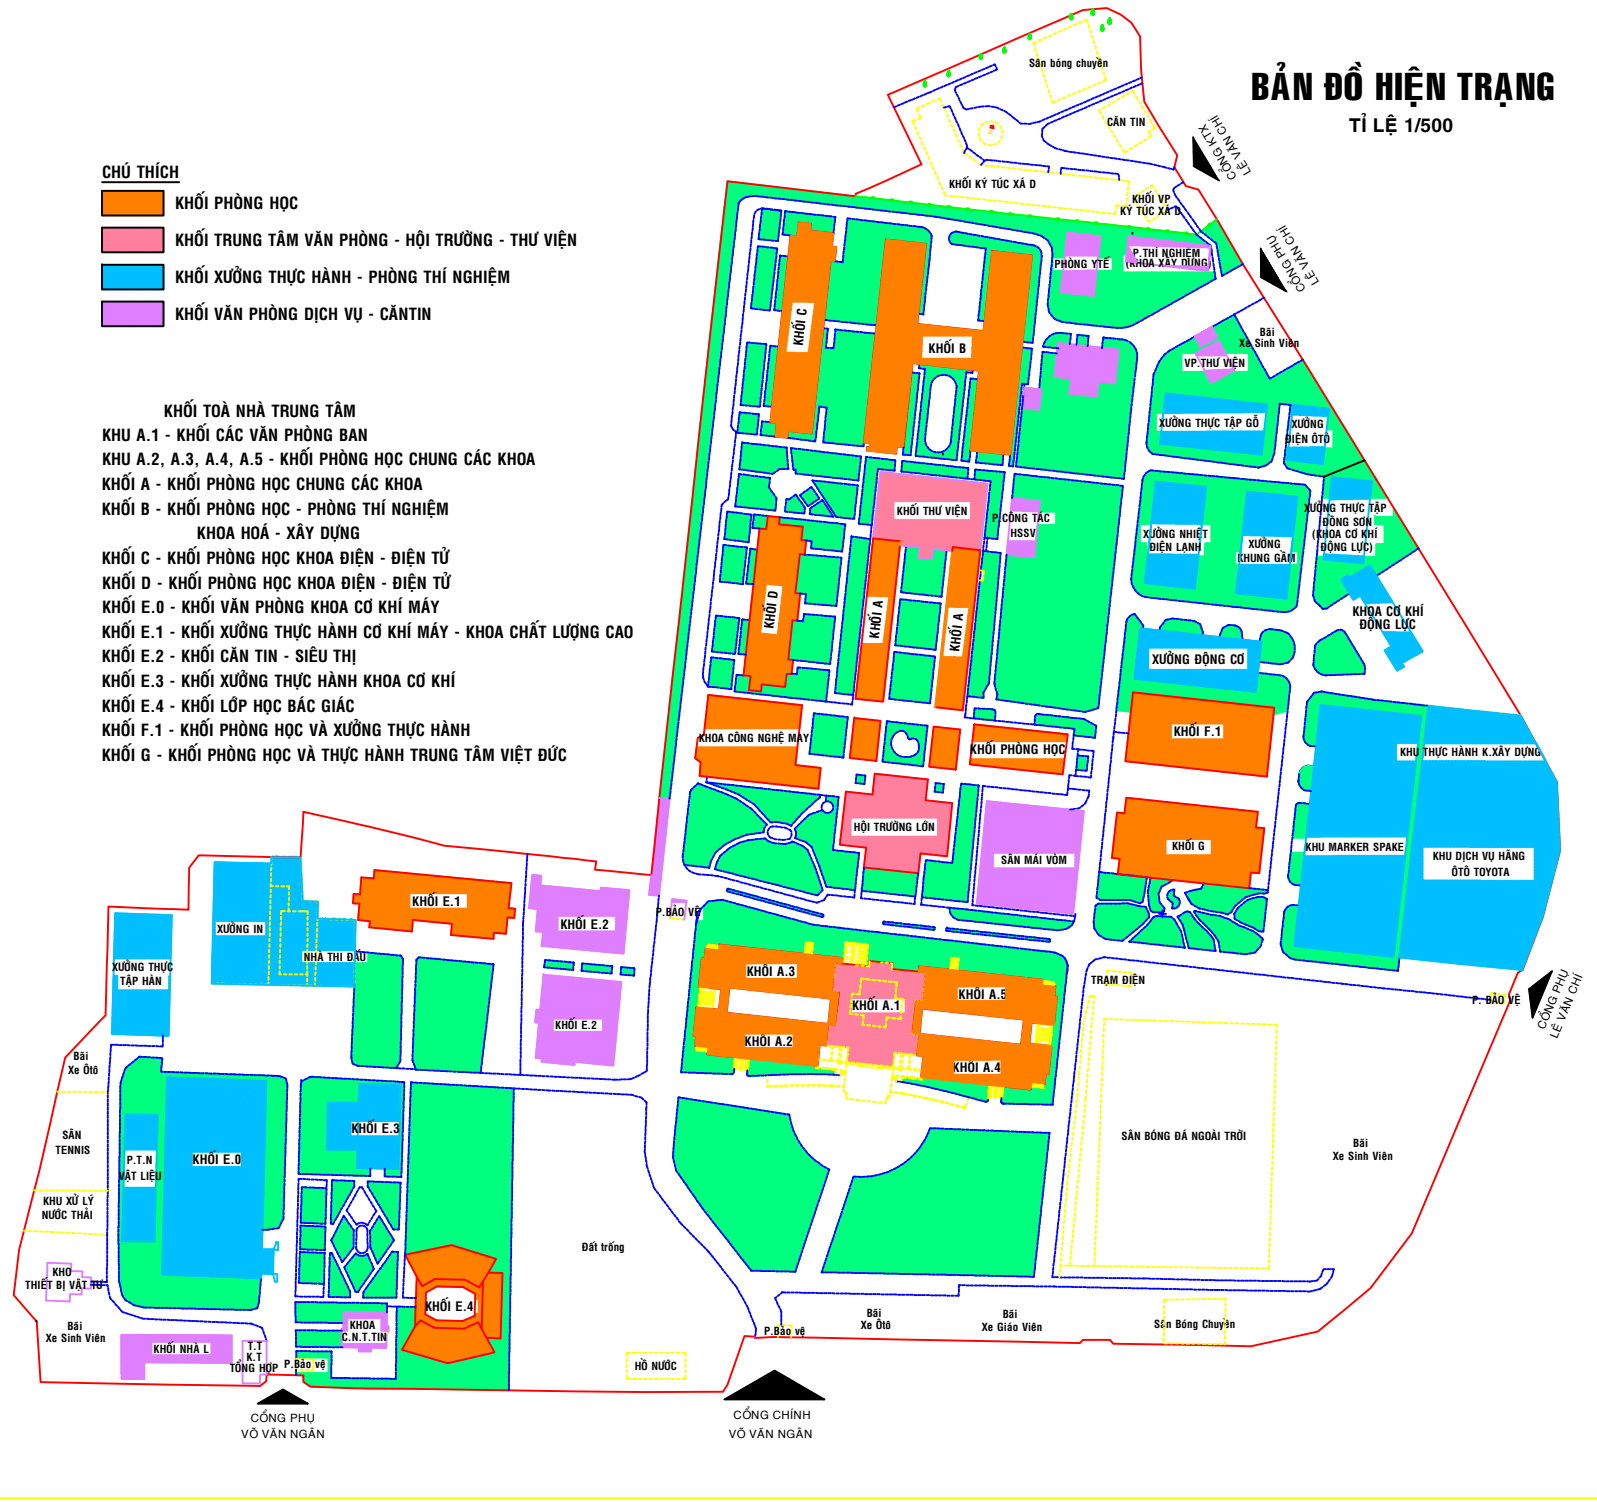 BẢN ĐỒ HIỆN TRẠNG
TỈ LỆ 1/500
CHÚ THÍCH
KHỐI PHÒNG HỌC
KHỐI TRUNG TÂM VĂN PHÒNG - HỘI TRƯỜNG - THƯ VIỆN
KHỐI XƯỞNG THỰC HÀNH - PHÒNG THÍ NGHIỆM
KHỐI VĂN PHÒNG DỊCH VỤ - CĂNTIN
KHỐI TOÀ NHÀ TRUNG TÂM
KHU A.1 - KHỐI CÁC VĂN PHÒNG BAN
KHU A.2, A.3, A.4, A.5 - KHỐI PHÒNG HỌC CHUNG CÁC KHOA
KHỐI A - KHỐI PHÒNG HỌC CHUNG CÁC KHOA
KHỐI B - KHỐI PHÒNG HỌC - PHÒNG THÍ NGHIỆM
KHOA HOÁ - XÂY DỰNG
KHỐI C - KHỐI PHÒNG HỌC KHOA ĐIỆN - ĐIỆN TỬ
KHỐI D - KHỐI PHÒNG HỌC KHOA ĐIỆN - ĐIỆN TỬ
KHỐI E.0 - KHỐI VĂN PHÒNG KHOA CƠ KHÍ MÁY
KHỐI E.1 - KHỐI XƯỞNG THỰC HÀNH CƠ KHÍ MÁY - KHOA CHẤT LƯỢNG CAO
KHỐI E.2 - KHỐI CĂN TIN - SIÊU THỊ
KHỐI E.3 - KHỐI XƯỞNG THỰC HÀNH KHOA CƠ KHÍ
KHỐI E.4 - KHỐI LỚP HỌC BÁC GIÁC
KHỐI F.1 - KHỐI PHÒNG HỌC VÀ XƯỞNG THỰC HÀNH
KHỐI G - KHỐI PHÒNG HỌC VÀ THỰC HÀNH TRUNG TÂM VIỆT ĐỨC
Sân bóng chuyền
CĂN TIN
CỔNG KTX
LÊ VĂN CHÍ
KHỐI KÝ TÚC XÁ D
KHỐI VP
KÝ TÚC XÁ D
CỔNG PHỤ
LÊ VĂN CHÍ
PHÒNG YTẾ
P.THÍ NGHIỆM
(KHOA XÂY DỰNG)
KHỐI C
KHỐI B
Bãi
Xe Sinh Viên
VP.THƯ VIỆN
XƯỞNG THỰC TẬP GỖ
XƯỞNG
ĐIỆN ÔTÔ
KHỐI THƯ VIỆN
P.CÔNG TÁC
HSSV
XƯỞNG NHIỆT
ĐIỆN LẠNH
XƯỞNG
KHUNG GẦM
XƯỞNG THỰC TẬP
ĐỒNG SƠN
(KHOA CƠ KHÍ
ĐỘNG LỰC)
KHỐI D
KHỐI A
KHỐI A
KHOA CƠ KHÍ
ĐỘNG LỰC
XƯỞNG ĐỘNG CƠ
KHOA CÔNG NGHỆ MAY
KHỐI PHÒNG HỌC
KHỐI F.1
KHU THỰC HÀNH K.XÂY DỰNG
HỘI TRƯỜNG LỚN
SÂN MÁI VÒM
KHỐI G
KHU MARKER SPAKE
KHU DỊCH VỤ HÃNG
ÔTÔ TOYOTA
KHỐI E.1
KHỐI E.2
P.BẢO VỆ
XƯỞNG IN
NHÀ THI ĐẤU
XƯỞNG THỰC
TẬP HÀN
KHỐI A.3
KHỐI A.5
KHỐI A.1
KHỐI A.2
KHỐI A.4
TRẠM ĐIỆN
P. BẢO VỆ
CỔNG PHỤ
LÊ VĂN CHÍ
KHỐI E.2
Bãi
Xe Ôtô
SÂN
TENNIS
P.T.N
VẬT LIỆU
KHỐI E.0
KHỐI E.3
SÂN BÓNG ĐÁ NGOÀI TRỜI
Bãi
Xe Sinh Viên
KHU XỬ LÝ
NƯỚC THẢI
Đất trống
KHO
THIẾT BỊ VẬT TƯ
KHỐI E.4
Bãi
Xe Sinh Viên
KHỐI NHÀ L
T.T
K.T
TỔNG HỢP
P.Bảo vệ
KHOA
C.N.T.TIN
HỒ NƯỚC
P.Bảo vệ
Bãi
Xe Ôtô
Bãi
Xe Giáo Viên
Sân Bóng Chuyền
CỔNG PHỤ
VÕ VĂN NGÂN
CỔNG CHÍNH
VÕ VĂN NGÂN